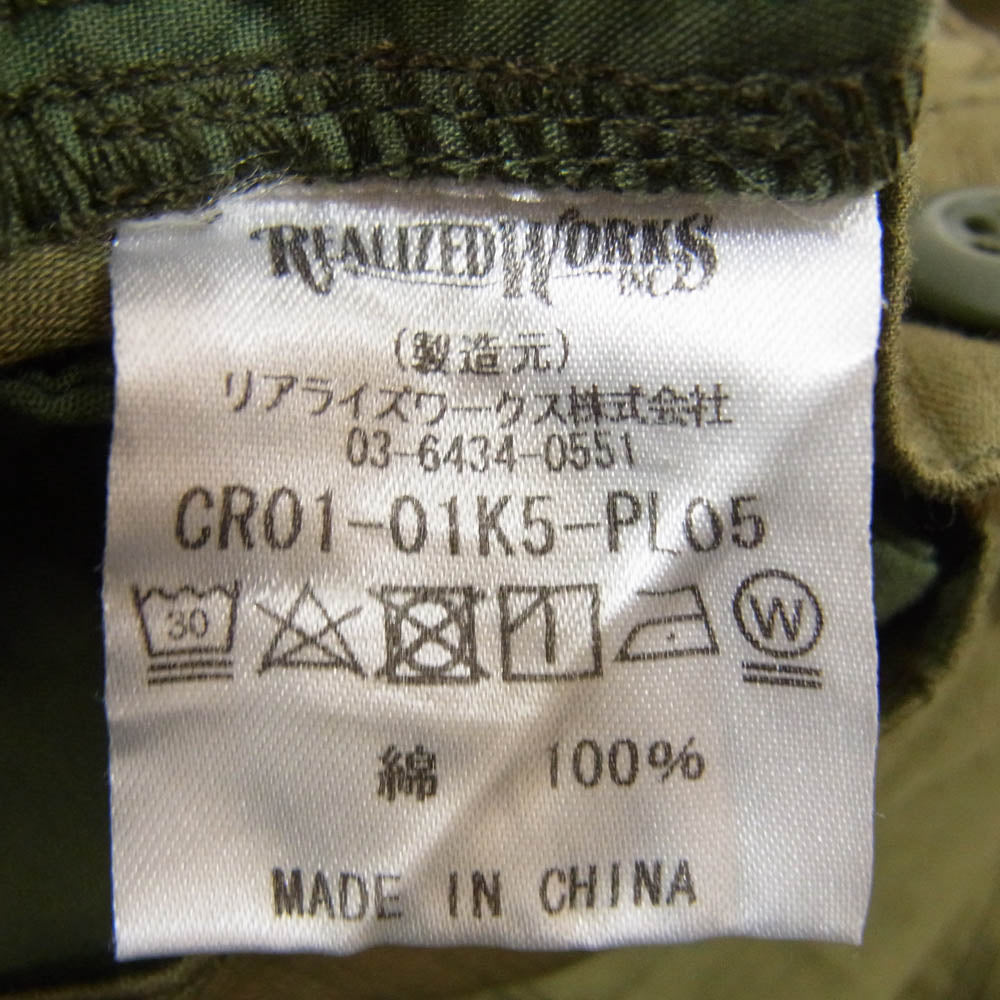 REALIZED WORKS
INC.
(製造元)
リアライズワークス株式会社
03-6434-0551
CR01-01K5-PL05
30 W
綿 100%
MADE IN CHINA